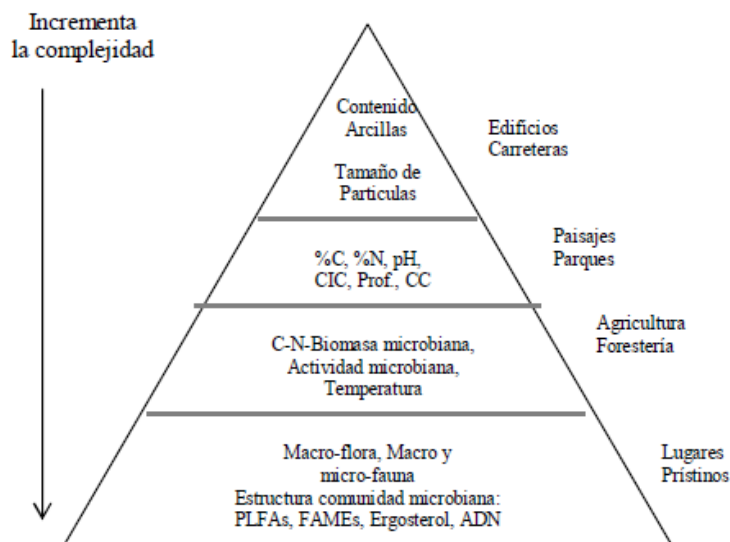 Incrementa
la complejidad
Contenido
Arcillas
Tamaño de
Particulas
Edificios
Carreteras
%C, %N, pH,
CIC, Prof., CC
Paisajes
Parques
C-N-Biomasa microbiana,
Actividad microbiana,
Temperatura
Agricultura
Forestería
Macro-flora, Macro y
micro-fauna
Estructura comunidad microbiana:
PLFAs, FAMEs, Ergosterol, ADN
Lugares
Prístinos